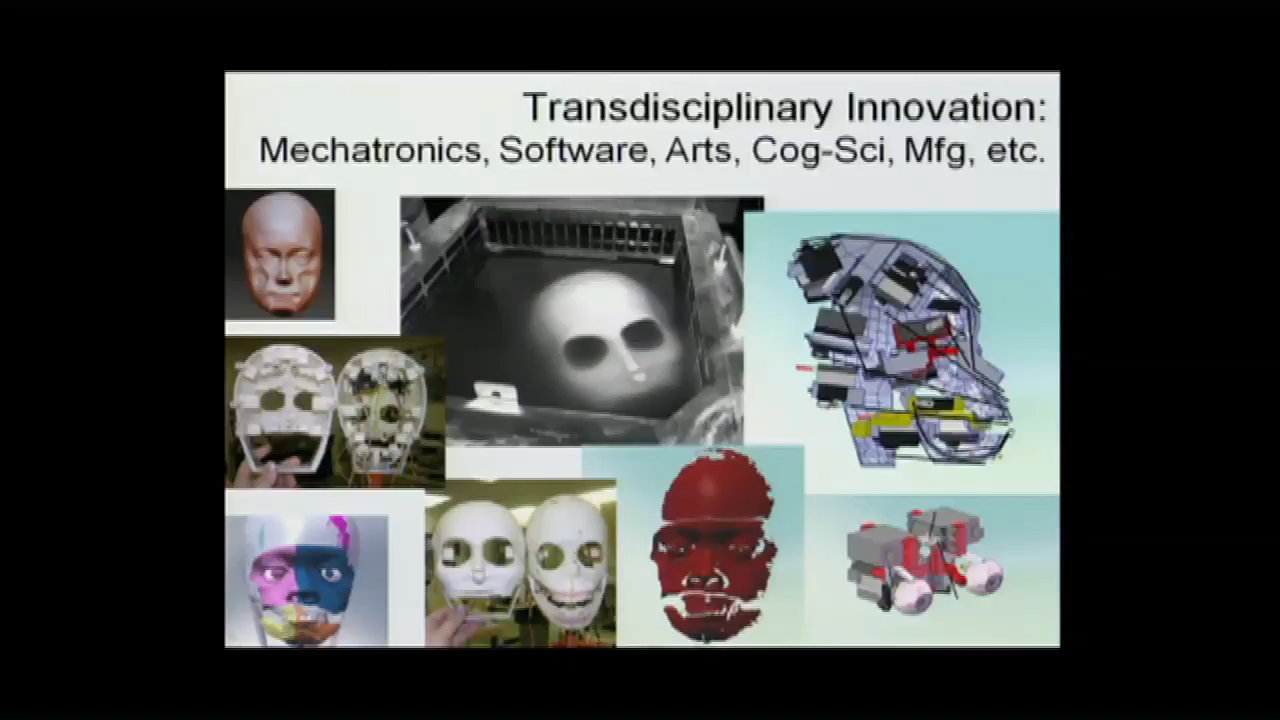 Transdisciplinary Innovation:
Mechatronics, Software, Arts, Cog-Sci, Mfg, etc.